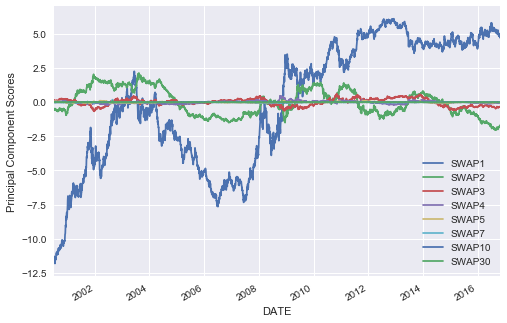 Principal Component Scores
5.0
2.5
0.0
−2.5
−5.0
−7.5
−10.0
−12.5
SWAP1
SWAP2
SWAP3
SWAP4
SWAP5
SWAP7
SWAP10
SWAP30
2002
2004
2006
2008
2010
2012
2014
2016
DATE